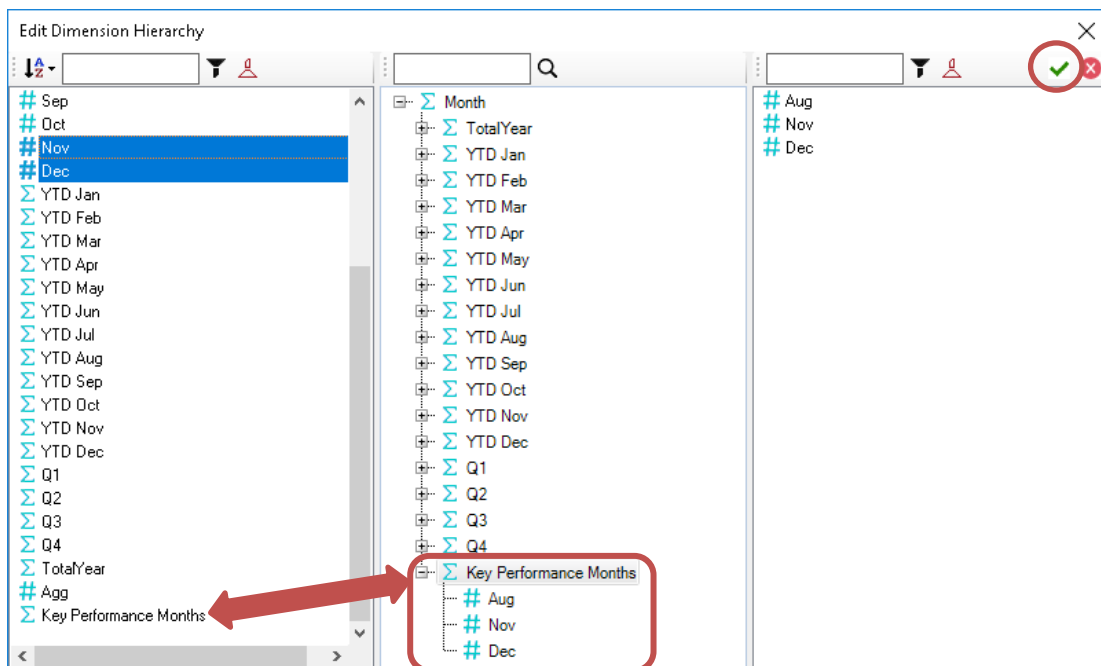 Edit Dimension Hierarchy
A
Z
Sep
Oct
Nov
Dec
YTD Jan
YTD Feb
YTD Mar
YTD Apr
YTD May
YTD Jun
YTD Jul
YTD Aug
YTD Sep
YTD Oct
YTD Nov
YTD Dec
Q1
Q2
Q3
Q4
TotalYear
Agg
Key Performance Months
Month
TotalYear
YTD Jan
YTD Feb
YTD Mar
YTD Apr
YTD May
YTD Jun
YTD Jul
YTD Aug
YTD Sep
YTD Oct
YTD Nov
YTD Dec
Q1
Q2
Q3
Q4
Key Performance Months
Aug
Nov
Dec
Aug
Nov
Dec